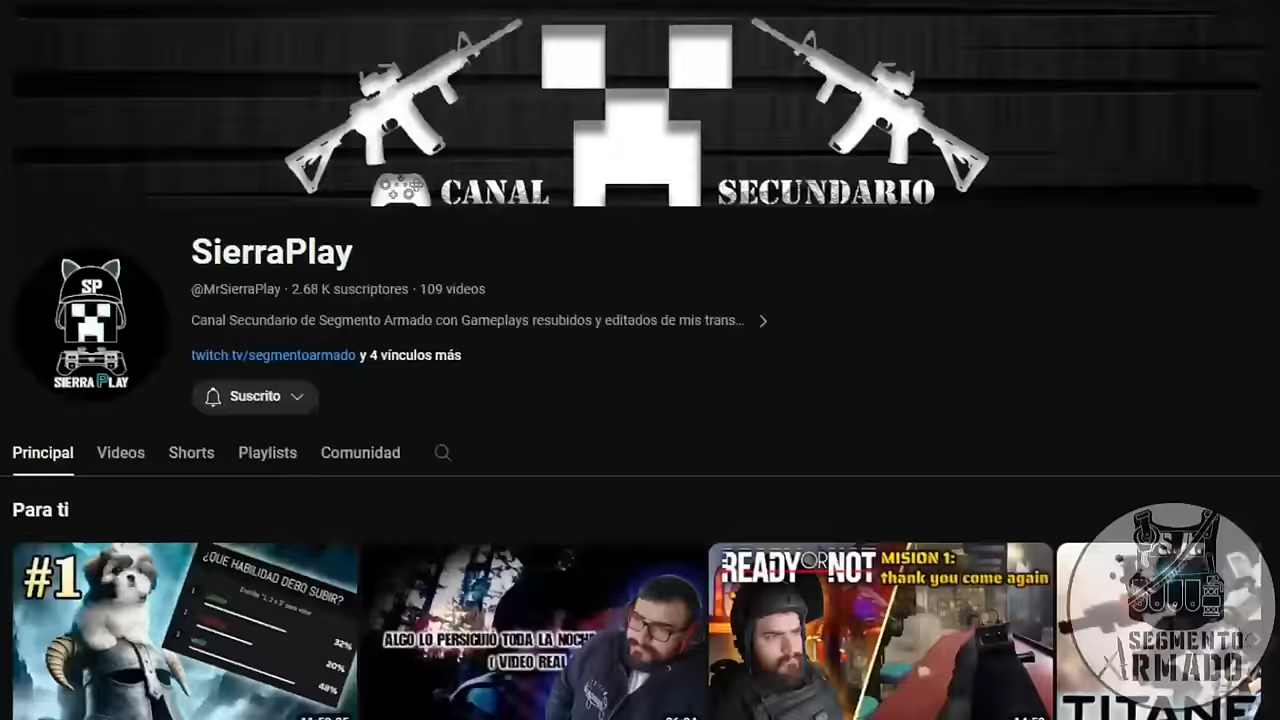 CANAL SECUNDARIO
SierraPlay
@MrSierraPlay · 2.68 K suscriptores · 109 videos
Canal Secundario de Segmento Armado con Gameplays resubidos y editados de mis trans...
twitch.tv/segmentoarmado y 4 vínculos más
SP
SIERRA PLAY
Suscrito
Principal Videos Shorts Playlists Comunidad
Para ti
#1
¿QUE HABILIDAD DEBO SUBIR?
32%
20%
48%
ALGO LO PERSIGUIÓ TODA LA NOCH
( VIDEO REAL
READY OR NOT
MISION 1:
thank you come again
SEGMENTO
ARMADO
TITANE